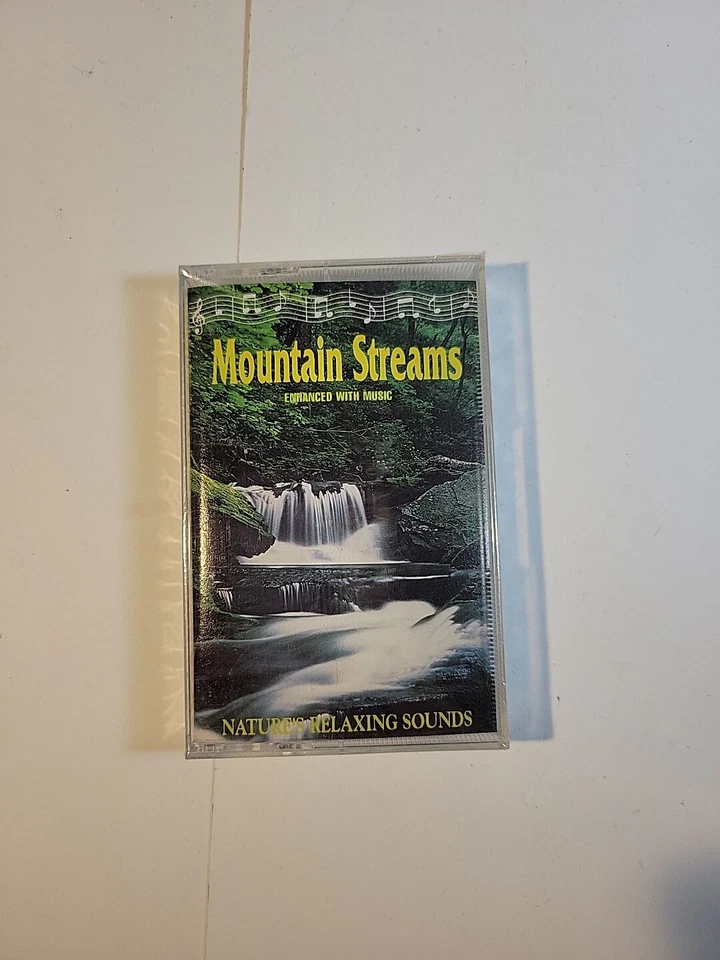 Mountain Streams
ENHANCED WITH MUSIC
NATURE'S RELAXING SOUNDS